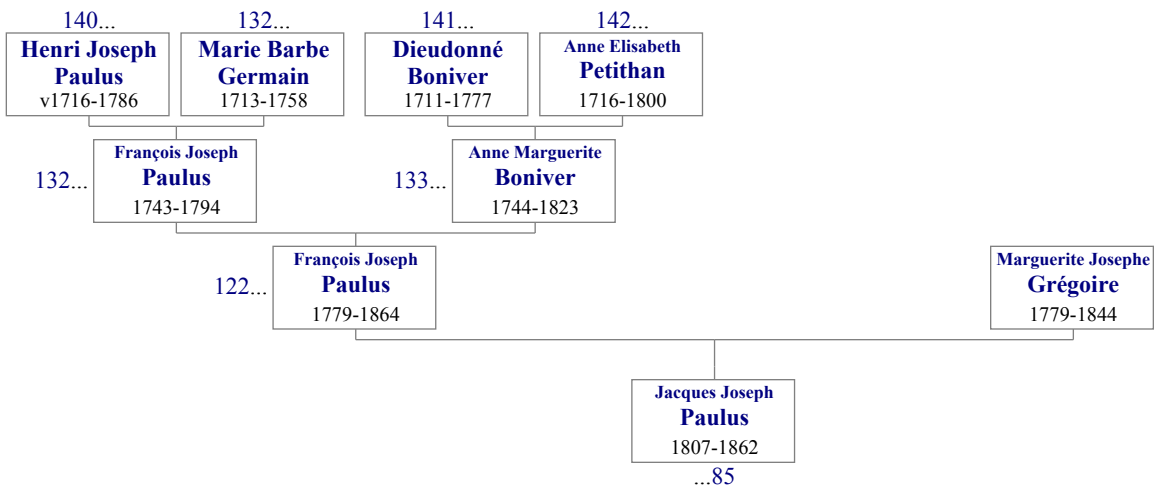 140...
132...
141...
142...
Henri Joseph
Paulus
v1716-1786
Marie Barbe
Germain
1713-1758
Dieudonné
Boniver
1711-1777
Anne Elisabeth
Petithan
1716-1800
132...
François Joseph
Paulus
1743-1794
133...
Anne Marguerite
Boniver
1744-1823
122...
François Joseph
Paulus
1779-1864
Marguerite Josephe
Grégoire
1779-1844
Jacques Joseph
Paulus
1807-1862
...85